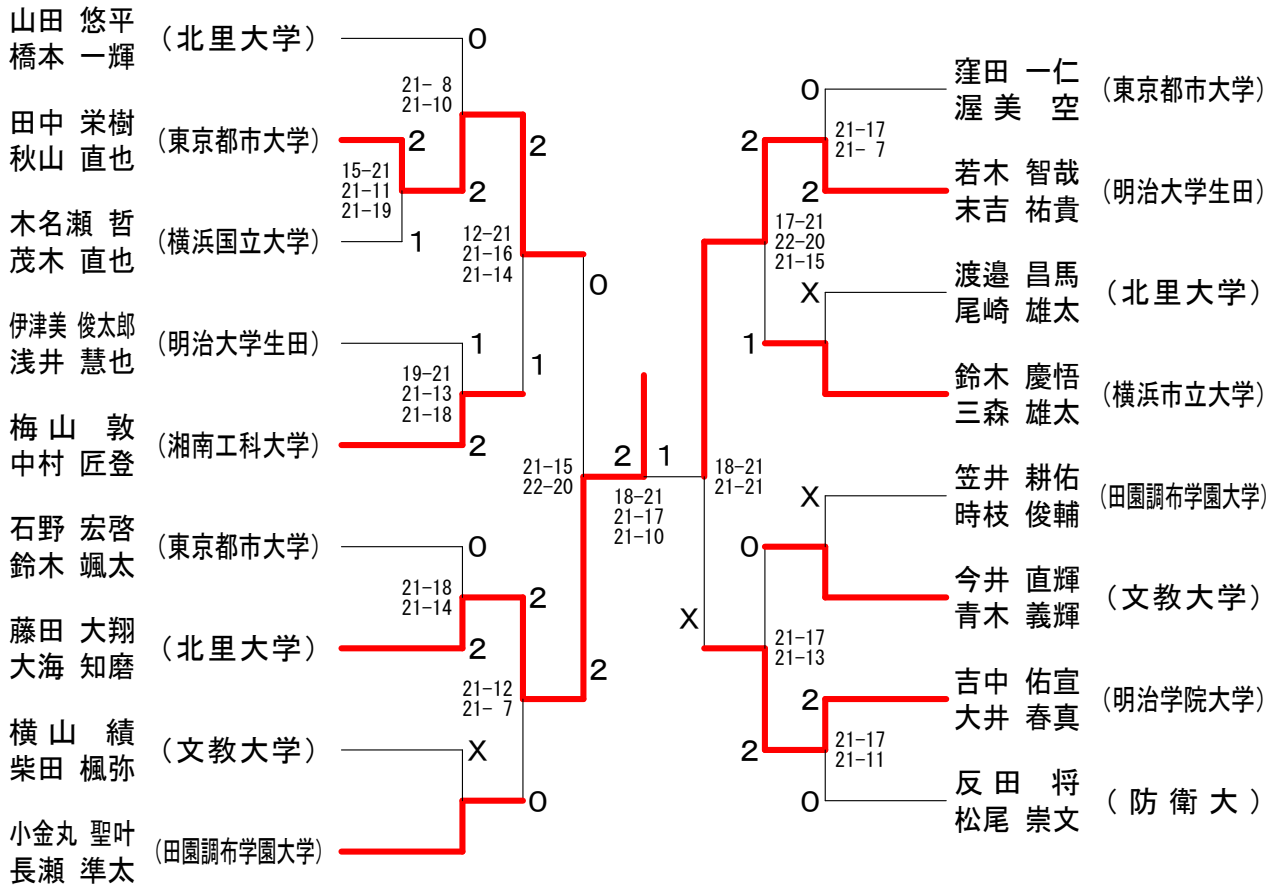 山田 悠平
橋本 一輝
（北里大学）
0
21- 8
21-10
田中 栄樹
秋山 直也
（東京都市大学）
2
15-21
21-11
21-19
2
2
木名瀬 哲
茂木 直也
（横浜国立大学）
1
12-21
21-16
21-14
0
伊津美 俊太郎
浅井 慧也
（明治大学生田）
1
19-21
21-13
21-18
1
梅山 敦
中村 匠登
（湘南工科大学）
2
21-15
22-20
石野 宏啓
鈴木 颯太
（東京都市大学）
0
21-18
21-14
2
藤田 大翔
大海 知磨
（北里大学）
2
2
21-12
21- 7
横山 績
柴田 楓弥
（文教大学）
X
0
小金丸 聖叶
長瀬 準太
（田園調布学園大学）
2
1
18-21
21-17
21-10
窪田 一仁
渥美 空
（東京都市大学）
0
21-17
21- 7
2
若木 智哉
末吉 祐貴
（明治大学生田）
2
17-21
22-20
21-15
渡邉 昌馬
尾崎 雄太
（北里大学）
X
1
鈴木 慶悟
三森 雄太
（横浜市立大学）
18-21
21-21
笠井 耕佑
時枝 俊輔
（田園調布学園大学）
X
0
今井 直輝
青木 義輝
（文教大学）
X
21-17
21-13
吉中 佑宣
大井 春真
（明治学院大学）
2
21-17
21-11
2
反田 将
松尾 崇文
（防衛大）
0